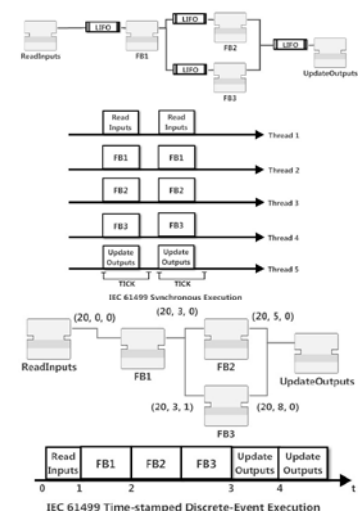 LIFO
LIFO
LIFO
LIFO
ReadInputs
FB1
FB2
FB3
UpdateOutputs
Read
Inputs
Read
Inputs
Thread 1
FB1
FB1
Thread 2
FB2
FB2
Thread 3
FB3
FB3
Thread 4
Update
Outputs
Update
Outputs
Thread 5
TICK
TICK
IEC 61499 Synchronous Execution
(20, 0, 0)
(20, 3, 0)
(20, 5, 0)
ReadInputs
FB1
FB2
UpdateOutputs
(20, 3, 1)
(20, 8, 0)
FB3
Read
Inputs
FB1
FB2
FB3
Update
Outputs
Update
Outputs
0 1 2 3 4 t
IEC 61499 Time-stamped Discrete-Event Execution